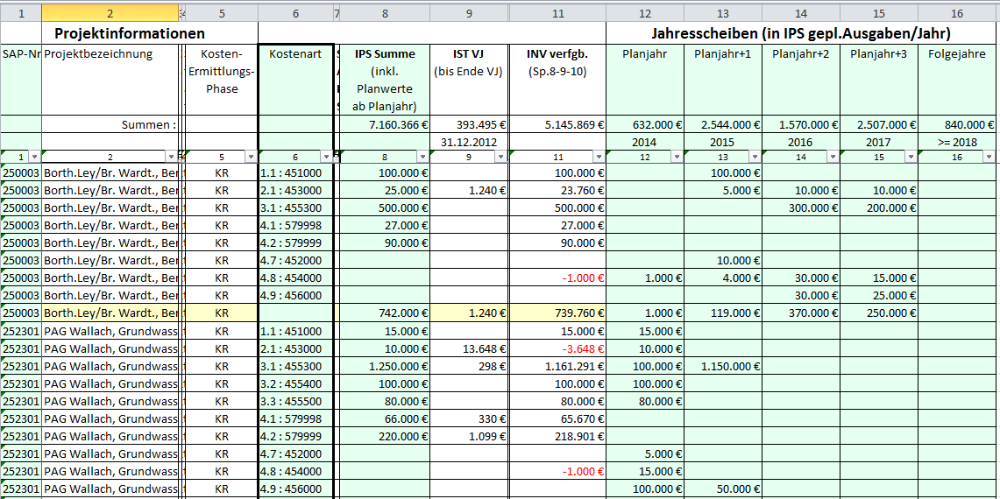 1 2 3 4 5 6 7 8 9 11 12 13 14 15 16
Projektinformationen Jahresscheiben (in IPS gepl.Ausgaben/Jahr)
SAP-Nr Projektbezeichnung Kosten- Kostenart S IPS Summe IST VJ INV verfgb. Planjahr Planjahr+1 Planjahr+2 Planjahr+3 Folgejahre
Ermittlungs- (inkl. (bis Ende VJ) (Sp.8-9-10)
Phase Planwerte
ab Planjahr)
Summen : 7.160.366 € 393.495 € 5.145.869 € 632.000 € 2.544.000 € 1.570.000 € 2.507.000 € 840.000 €
31.12.2012 2014 2015 2016 2017 >= 2018
1 2 5 6 8 9 11 12 13 14 15 16
250003 Borth.Ley/Br. Wardt., Ber KR 1.1 : 451000 100.000 € 100.000 € 100.000 €
250003 Borth.Ley/Br. Wardt., Ber KR 2.1 : 453000 25.000 € 1.240 € 23.760 € 5.000 € 10.000 € 10.000 €
250003 Borth.Ley/Br. Wardt., Ber KR 3.1 : 455300 500.000 € 500.000 € 300.000 € 200.000 €
250003 Borth.Ley/Br. Wardt., Ber KR 4.1 : 579998 27.000 € 27.000 €
250003 Borth.Ley/Br. Wardt., Ber KR 4.2 : 579999 90.000 € 90.000 €
250003 Borth.Ley/Br. Wardt., Ber KR 4.7 : 452000 10.000 €
250003 Borth.Ley/Br. Wardt., Ber KR 4.8 : 454000 -1.000 € 1.000 € 4.000 € 30.000 € 15.000 €
250003 Borth.Ley/Br. Wardt., Ber KR 4.9 : 456000 30.000 € 25.000 €
250003 Borth.Ley/Br. Wardt., Ber KR 742.000 € 1.240 € 739.760 € 1.000 € 119.000 € 370.000 € 250.000 €
252301 PAG Wallach, Grundwass KR 1.1 : 451000 15.000 € 15.000 € 15.000 €
252301 PAG Wallach, Grundwass KR 2.1 : 453000 10.000 € 13.648 € -3.648 € 10.000 €
252301 PAG Wallach, Grundwass KR 3.1 : 455300 1.250.000 € 298 € 1.161.291 € 100.000 € 1.150.000 €
252301 PAG Wallach, Grundwass KR 3.2 : 455400 100.000 € 100.000 € 100.000 €
252301 PAG Wallach, Grundwass KR 3.3 : 455500 80.000 € 80.000 € 80.000 €
252301 PAG Wallach, Grundwass KR 4.1 : 579998 66.000 € 330 € 65.670 €
252301 PAG Wallach, Grundwass KR 4.2 : 579999 220.000 € 1.099 € 218.901 €
252301 PAG Wallach, Grundwass KR 4.7 : 452000 5.000 €
252301 PAG Wallach, Grundwass KR 4.8 : 454000 -1.000 € 15.000 €
252301 PAG Wallach, Grundwass KR 4.9 : 456000 100.000 € 50.000 €